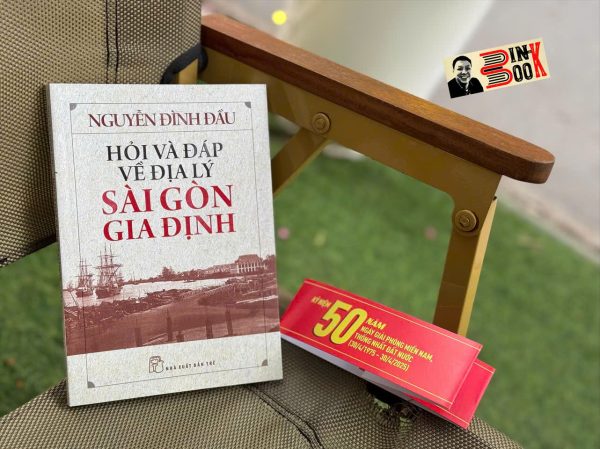 NGUYỄN ĐÌNH ĐẦU
HỎI VÀ ĐÁP
VỀ ĐỊA LÝ
SÀI GÒN
GIA ĐỊNH
NHÀ XUẤT BẢN TRẺ
BINH
BOOK
KỶ NIỆM
50 NĂM
NGÀY GIẢI PHÓNG MIỀN NAM,
THỐNG NHẤT ĐẤT NƯỚC
(30/4/1975 - 30/4/2025)